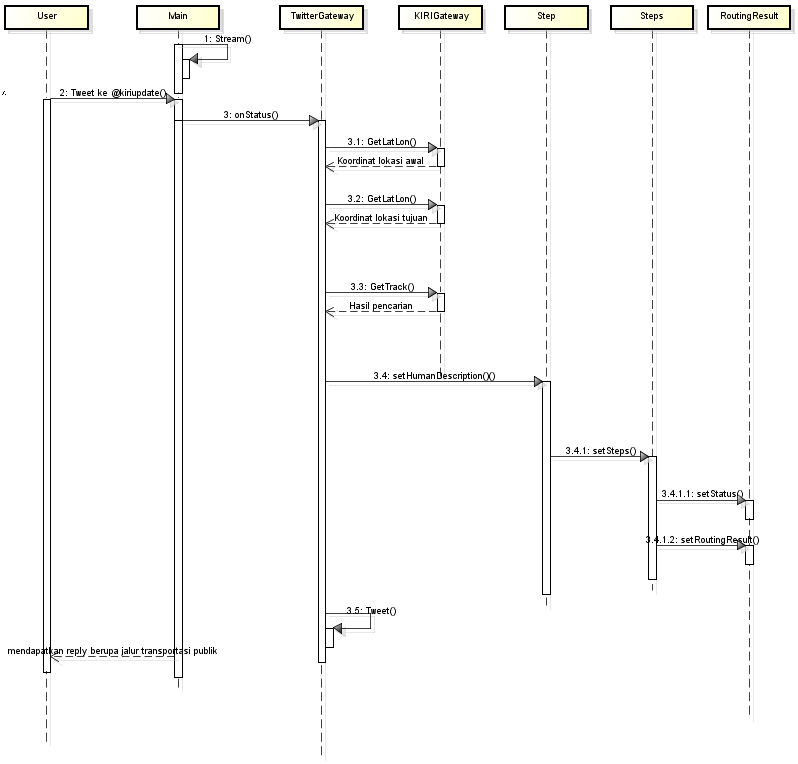 User Main TwitterGateway KIRIGateway Step Steps RoutingResult
1: Stream()
2: Tweet ke @kiriupdate()
3: onStatus()
3.1: GetLatLon()
Koordinat lokasi awal
3.2: GetLatLon()
Koordinat lokasi tujuan
3.3: GetTrack()
Hasil pencarian
3.4: setHumanDescription()()
3.4.1: setSteps()
3.4.1.1: setStatus()
3.4.1.2: setRoutingResult()
3.5: Tweet()
mendapatkan reply berupa jalur transportasi publik